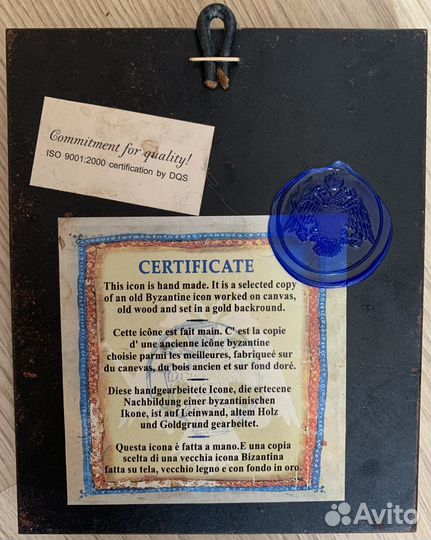 Commitment for quality!
ISO 9001:2000 certification by DQS
CERTIFICATE
This icon is hand made. It is a selected copy
of an old Byzantine icon worked on canvas,
old wood and set in a gold backround.
Cette icône est fait main. C' est la copie
d' une ancienne icône byzantine
choisie parmi les meilleures, fabriqueé sur
du canevas, du bois ancien et sur fond doré.
Diese handgearbeitete Icone, die ertecene
Nachbildung einer byzantinischen
Ikone, ist auf Leinwand, altem Holz
und Goldgrund gearbeitet.
Questa icona è fatta a mano.E una copia
scelta di una vecchia icona Bizantina
fatta su tela, vecchio legno e con fondo in oro.
Avito